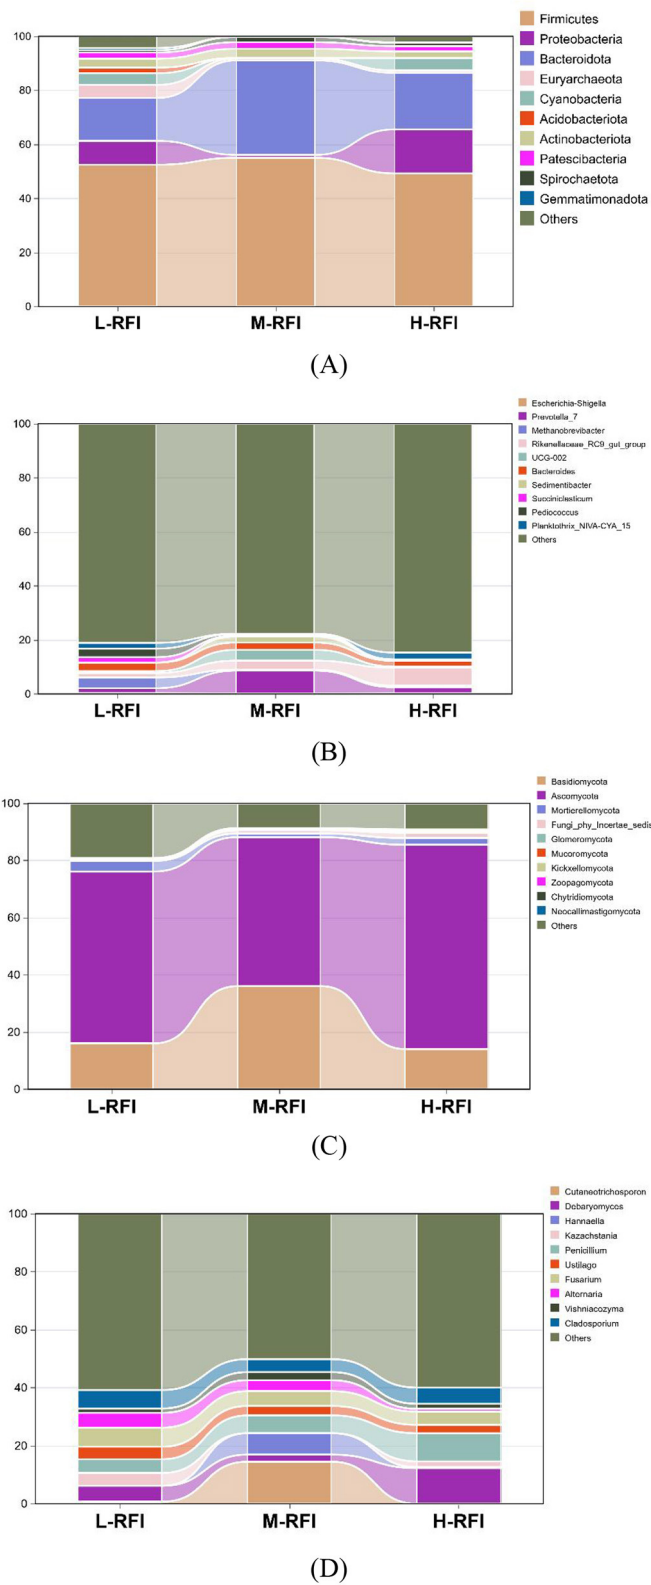 100
80
60
40
20
0
L-RFI M-RFI H-RFI
Firmicutes
Proteobacteria
Bacteroidota
Euryarchaeota
Cyanobacteria
Acidobacteriota
Actinobacteriota
Patescibacteria
Spirochaetota
Gemmatimonadota
Others
(A)
100
80
60
40
20
0
L-RFI M-RFI H-RFI
Escherichia-Shigella
Prevotella_7
Methanobrevibacter
Rikenellaceae_RC9_gut_group
UCG-002
Bacteroides
Sedimentibacter
Succiniclasticum
Pediococcus
Planktothrix_NIVA-CYA_15
Others
(B)
100
80
60
40
20
0
L-RFI M-RFI H-RFI
Basidiomycota
Ascomycota
Mortierellomycota
Fungi_phy_Incertae_sedis
Glomeromycota
Mucoromycota
Kickxellomycota
Zoopagomycota
Chytridiomycota
Neocallimastigomycota
Others
(C)
100
80
60
40
20
0
L-RFI M-RFI H-RFI
Cutaneotrichosporon
Debaryomyces
Hannaella
Kazachstania
Penicillium
Ustilago
Fusarium
Alternaria
Vishniacozyma
Cladosporium
Others
(D)